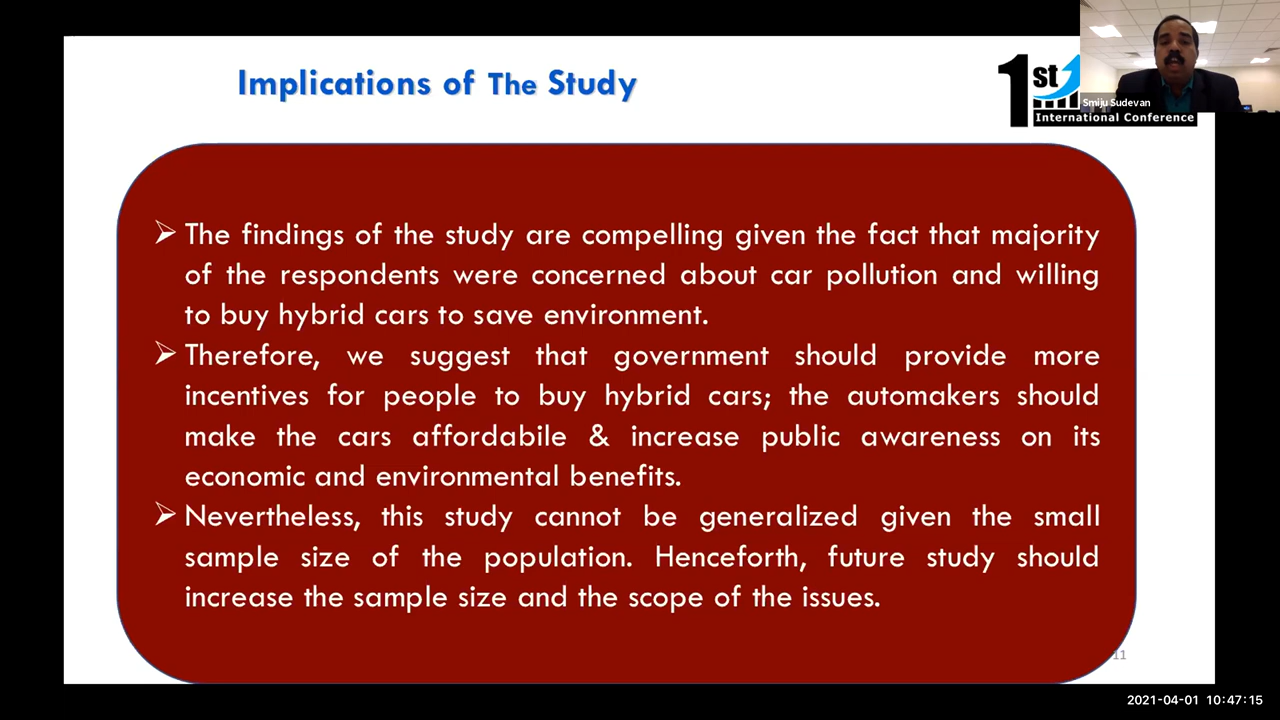 Implications of The Study
1st
International Conference
Smiju Sudevan
➢ The findings of the study are compelling given the fact that majority
of the respondents were concerned about car pollution and willing
to buy hybrid cars to save environment.
➢ Therefore, we suggest that government should provide more
incentives for people to buy hybrid cars; the automakers should
make the cars affordabile & increase public awareness on its
economic and environmental benefits.
➢ Nevertheless, this study cannot be generalized given the small
sample size of the population. Henceforth, future study should
increase the sample size and the scope of the issues.
11
2021-04-01 10:47:15